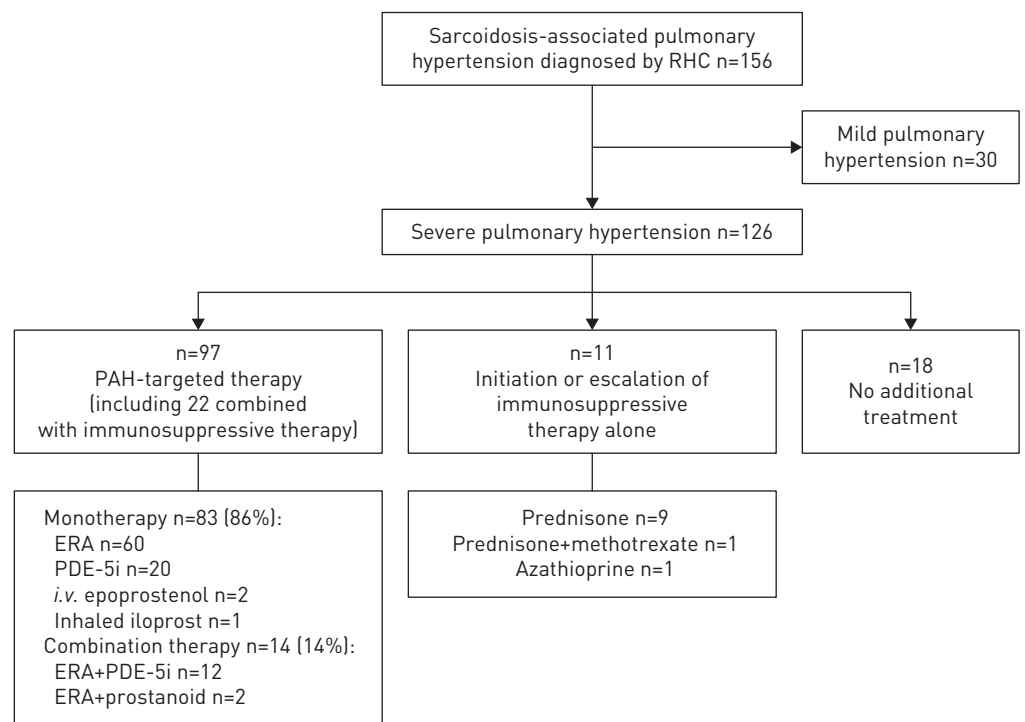 Sarcoidosis-associated pulmonary
hypertension diagnosed by RHC n=156
Mild pulmonary
hypertension n=30
Severe pulmonary hypertension n=126
n=97
PAH-targeted therapy
(including 22 combined
with immunosuppressive therapy)
n=11
Initiation or escalation of
immunosuppressive
therapy alone
n=18
No additional
treatment
Monotherapy n=83 (86%):
ERA n=60
PDE-5i n=20
i.v. epoprostenol n=2
Inhaled iloprost n=1
Combination therapy n=14 (14%):
ERA+PDE-5i n=12
ERA+prostanoid n=2
Prednisone n=9
Prednisone+methotrexate n=1
Azathioprine n=1